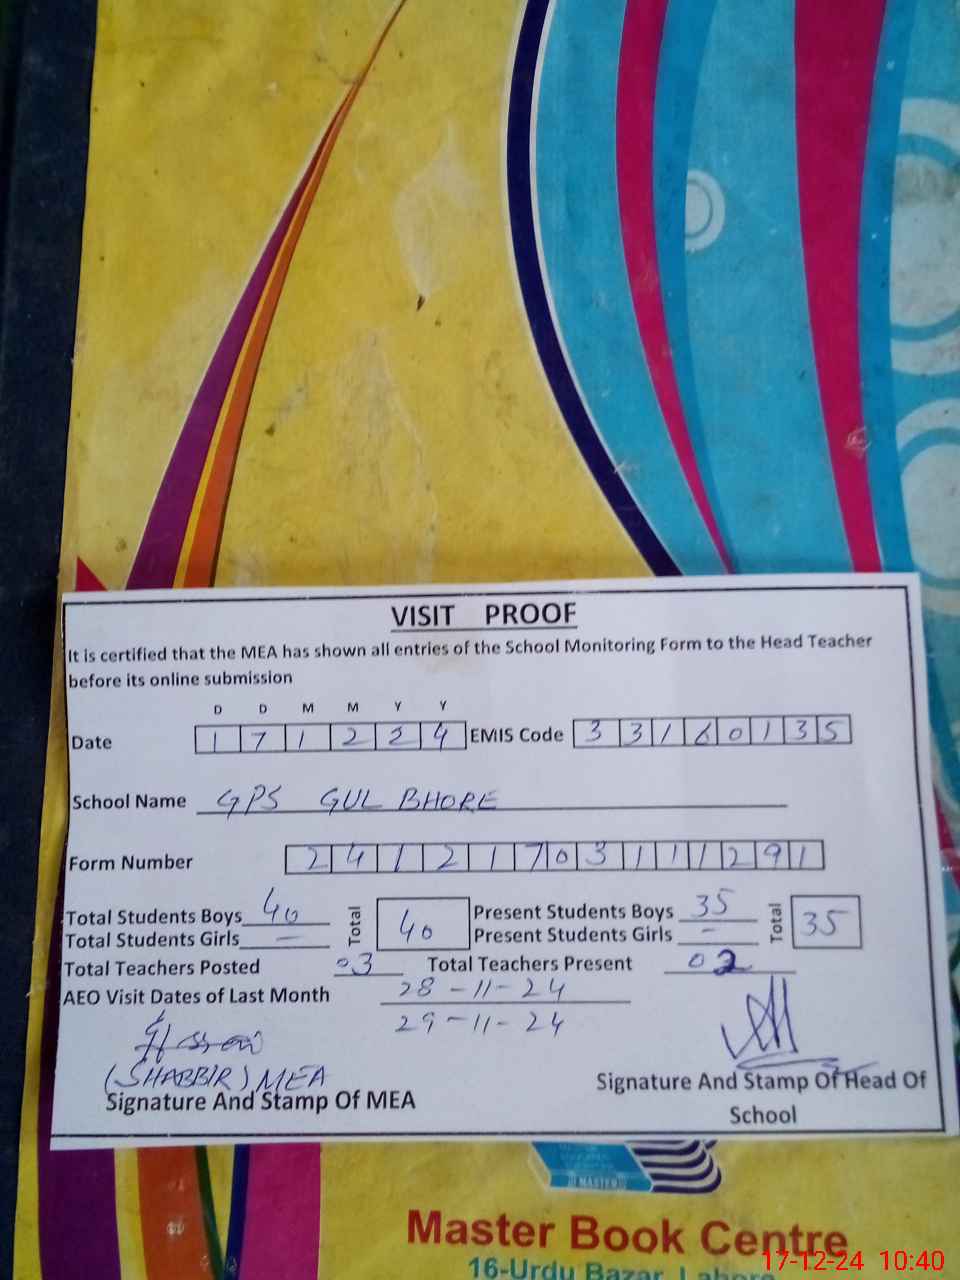 VISIT PROOF
It is certified that the MEA has shown all entries of the School Monitoring Form to the Head Teacher
before its online submission
D D M M Y Y
Date 1 7 1 2 2 4 EMIS Code 3 3 1 6 0 1 3 5
School Name GPS GUL BHORE
Form Number 2 4 1 2 1 7 0 3 1 1 1 2 9 1
Total Students Boys 40 Total 40 Present Students Boys 35 Total 35
Total Students Girls – Present Students Girls –
Total Teachers Posted 03 Total Teachers Present 02
AEO Visit Dates of Last Month 28-11-24
29-11-24
(SHABBIR) MEA
Signature And Stamp Of MEA
Signature And Stamp Of Head Of
School
MASTER
Master Book Centre
17-12-24 10:40
16-Urdu Bazar, Lahore